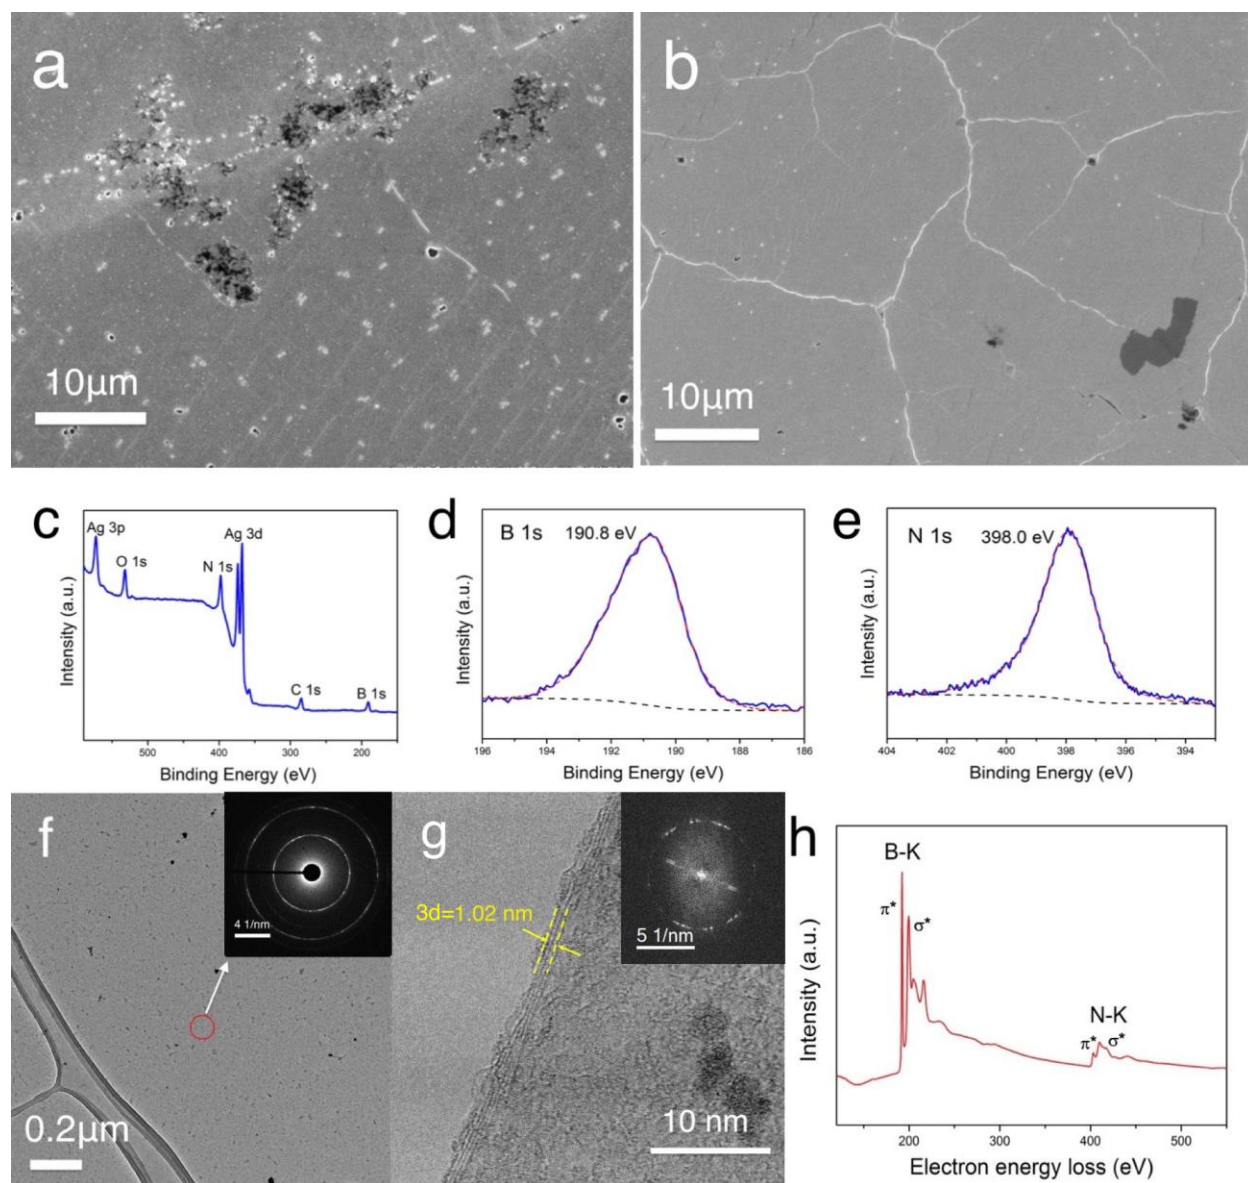 a
10μm
b
10μm
c
Ag 3p
O 1s
N 1s
Ag 3d
C 1s
B 1s
Intensity (a.u.)
500 400 300 200
Binding Energy (eV)
d
B 1s 190.8 eV
Intensity (a.u.)
196 194 192 190 188 186
Binding Energy (eV)
e
N 1s 398.0 eV
Intensity (a.u.)
404 402 400 398 396 394
Binding Energy (eV)
f
4 1/nm
0.2μm
g
3d=1.02 nm
5 1/nm
10 nm
h
B-K
π*
σ*
N-K
π* σ*
Intensity (a.u.)
200 300 400 500
Electron energy loss (eV)